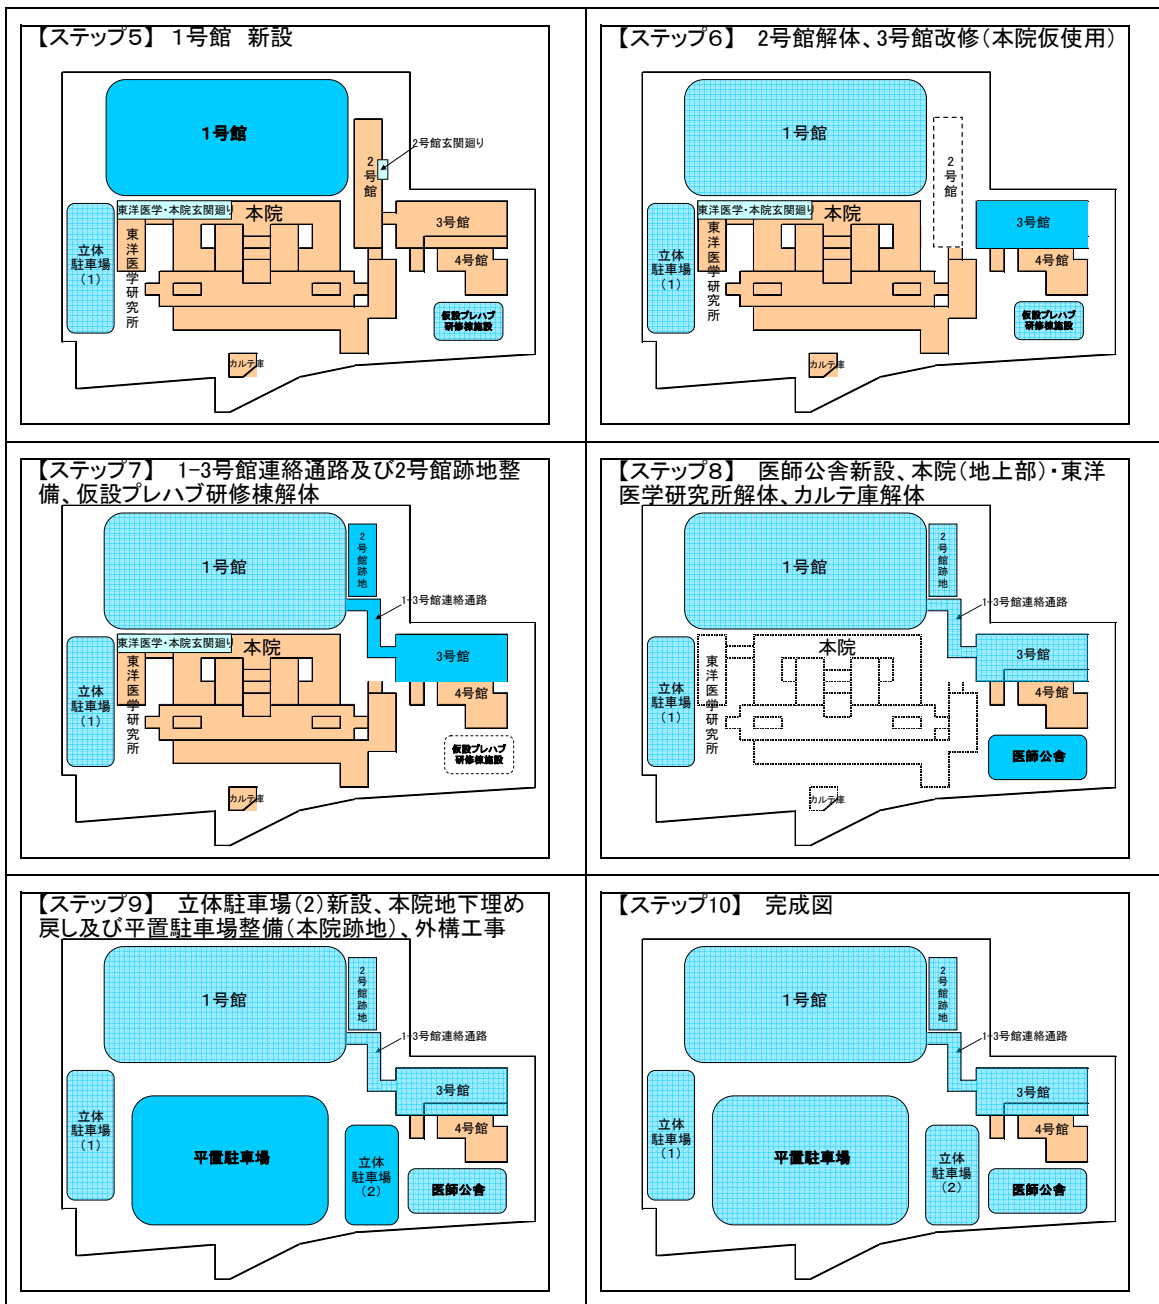 【ステップ5】 1号館 新設
1号館
2号館
2号館玄関廻り
東洋医学・本院玄関廻り
本院
3号館
4号館
立体
駐車場
(1)
東洋医学研究所
仮設プレハブ
研修棟施設
カルテ庫
【ステップ6】 2号館解体、3号館改修(本院仮使用)
1号館
2号館
東洋医学・本院玄関廻り
本院
3号館
4号館
立体
駐車場
(1)
東洋医学研究所
仮設プレハブ
研修棟施設
カルテ庫
【ステップ7】 1-3号館連絡通路及び2号館跡地整
備、仮設プレハブ研修棟解体
1号館
2号館跡地
1-3号館連絡通路
東洋医学・本院玄関廻り
本院
3号館
4号館
立体
駐車場
(1)
東洋医学研究所
仮設プレハブ
研修棟施設
カルテ庫
【ステップ8】 医師公舎新設、本院(地上部)・東洋
医学研究所解体、カルテ庫解体
1号館
2号館跡地
1-3号館連絡通路
本院
3号館
4号館
立体
駐車場
(1)
東洋医学研究所
医師公舎
カルテ庫
【ステップ9】 立体駐車場(2)新設、本院地下埋め
戻し及び平置駐車場整備(本院跡地)、外構工事
1号館
2号館跡地
1-3号館連絡通路
3号館
4号館
立体
駐車場
(1)
平置駐車場
立体
駐車場
(2)
医師公舎
【ステップ10】 完成図
1号館
2号館跡地
1-3号館連絡通路
3号館
4号館
立体
駐車場
(1)
平置駐車場
立体
駐車場
(2)
医師公舎